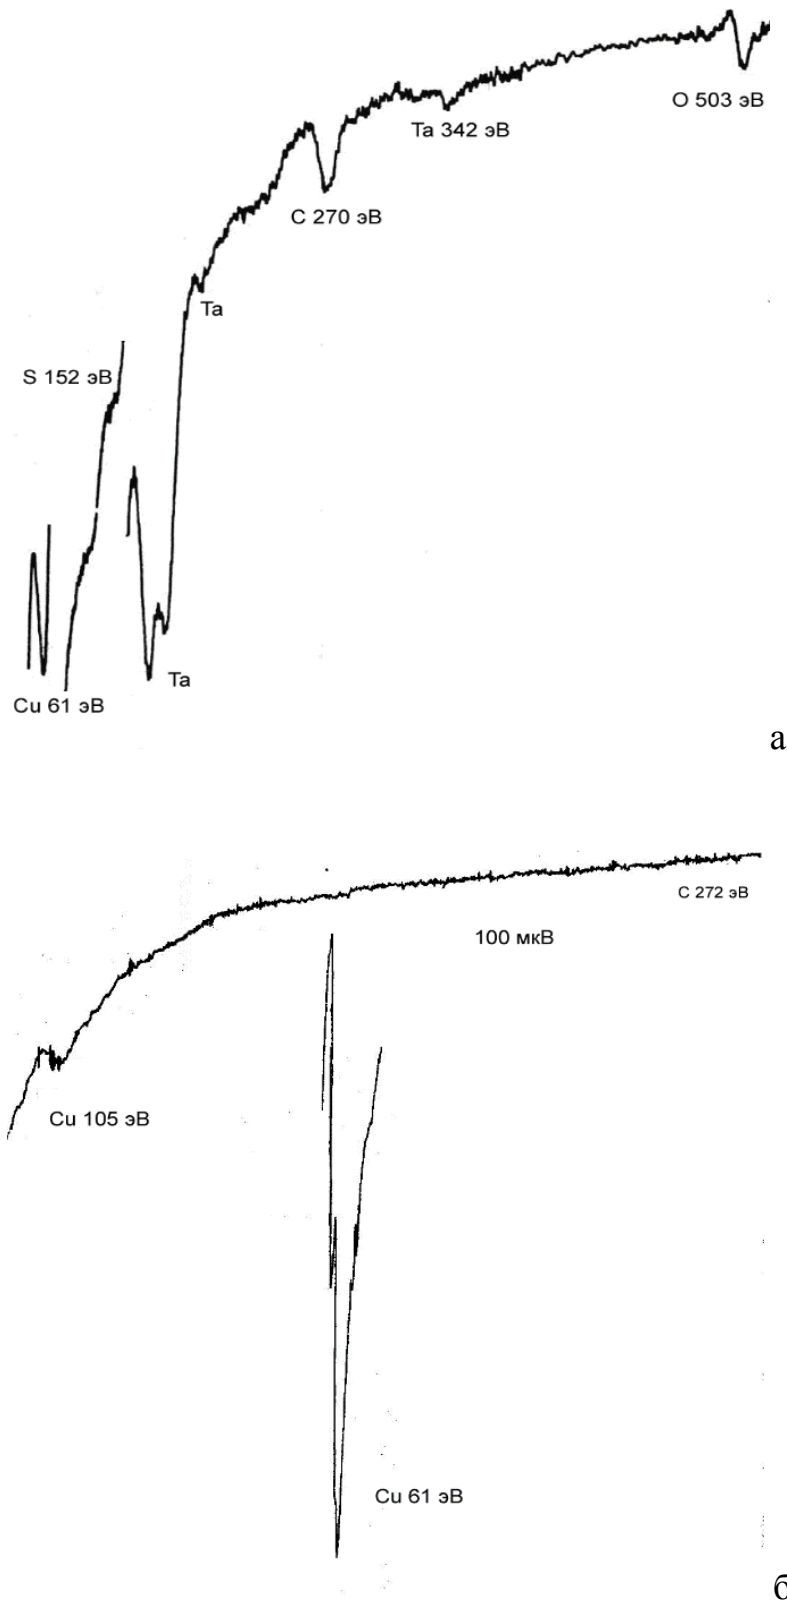 O 503 эВ
Ta 342 эВ
C 270 эВ
Ta
S 152 эВ
Ta
Cu 61 эВ
а
C 272 эВ
100 мкВ
Cu 105 эВ
Cu 61 эВ
б